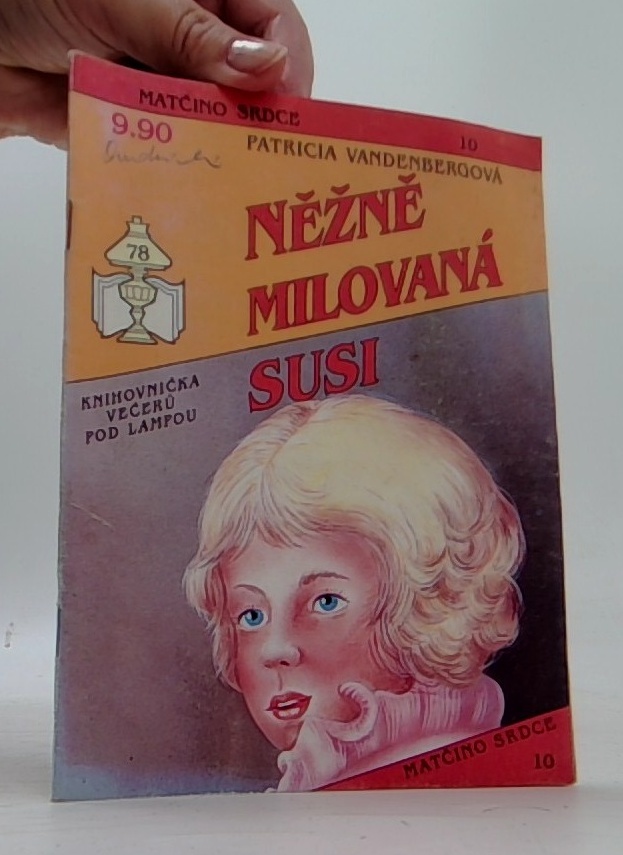 MATČINO SRDCE
10
9.90
PATRICIA VANDENBERGOVÁ
NĚŽNĚ
MILOVANÁ
SUSI
78
KNIHOVNIČKA
VEČERŮ
POD LAMPOU
MATČINO SRDCE
10